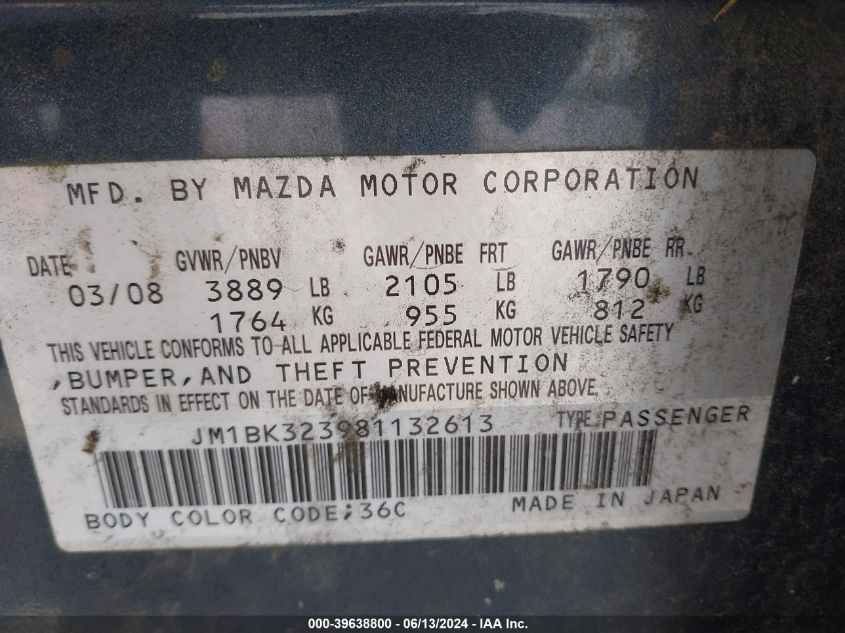 MFD. BY MAZDA MOTOR CORPORATION
DATE GVWR/PNBV GAWR/PNBE FRT GAWR/PNBE RR
03/08 3889 LB 2105 LB 1790 LB
1764 KG 955 KG 812 KG
THIS VEHICLE CONFORMS TO ALL APPLICABLE FEDERAL MOTOR VEHICLE SAFETY
,BUMPER,AND THEFT PREVENTION
STANDARDS IN EFFECT ON THE DATE OF MANUFACTURE SHOWN ABOVE.
JM1BK323981132613 TYPE PASSENGER
BODY COLOR CODE;36C MADE IN JAPAN
000-39638800 - 06/13/2024 - IAA Inc.